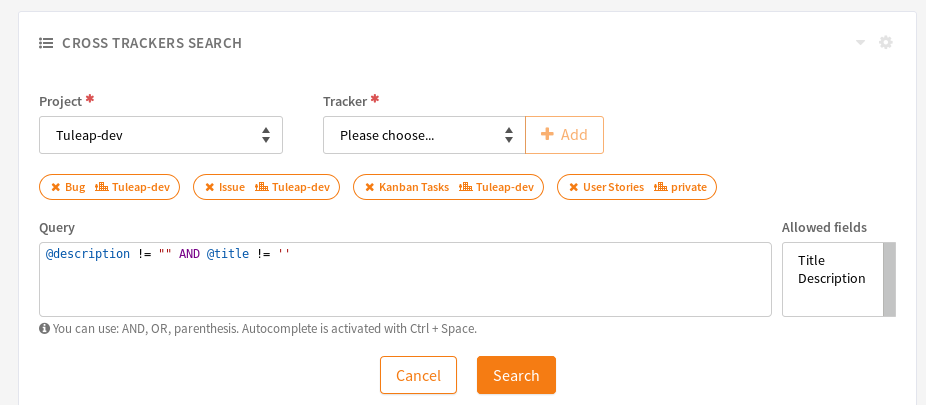 CROSS TRACKERS SEARCH
Project *
Tracker *
Tuleap-dev
Please choose...
+ Add
Bug Tuleap-dev
Issue Tuleap-dev
Kanban Tasks Tuleap-dev
User Stories private
Query
Allowed fields
@description != "" AND @title != ''
Title
Description
You can use: AND, OR, parenthesis. Autocomplete is activated with Ctrl + Space.
Cancel
Search